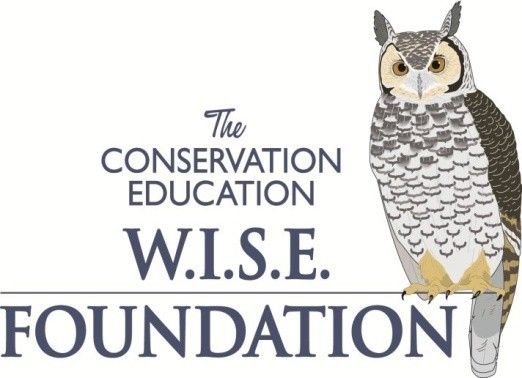 The
CONSERVATION
EDUCATION
W.I.S.E.
FOUNDATION